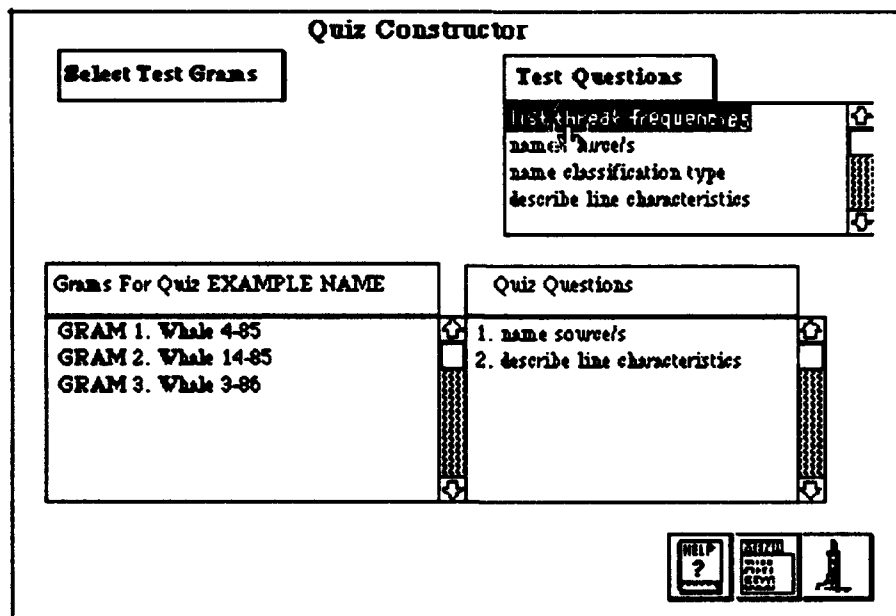 Quiz Constructor
Select Test Grams
Test Questions
list threat frequencies
name
name classification type
describe line characteristics
Grams For Quiz EXAMPLE NAME
GRAM 1. Whale 4-85
GRAM 2. Whale 14-85
GRAM 3. Whale 3-86
Quiz Questions
1. name source/s
2. describe line characteristics
HELP
?
MENU